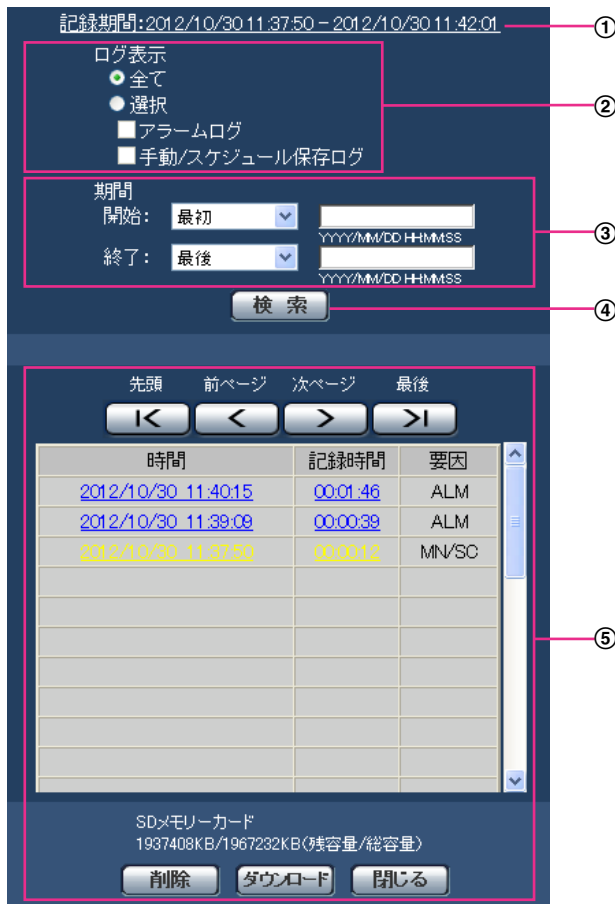 記録期間:2012/10/30 11:37:50 - 2012/10/30 11:42:01 ①
ログ表示
全て
選択 ②
アラームログ
手動/スケジュール保存ログ
期間
開始: 最初
YYYY/MM/DD HH:MM:SS ③
終了: 最後
YYYY/MM/DD HH:MM:SS
検索 ④
先頭 前ページ 次ページ 最後
|< < > >|
時間 記録時間 要因
2012/10/30 11:40:15 00:01:46 ALM
2012/10/30 11:39:09 00:00:39 ALM
2012/10/30 11:37:50 00:00:12 MN/SC
⑤
SDメモリーカード
1937408KB/1967232KB(残容量/総容量)
削除 ダウンロード 閉じる